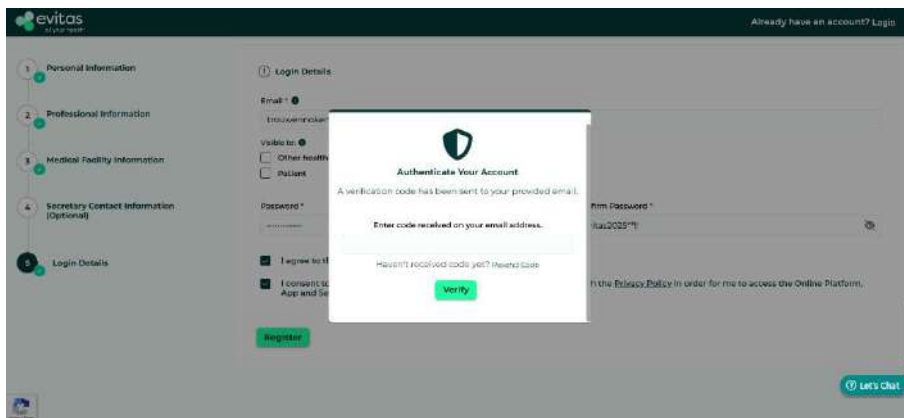 evitas
Already have an account? Login
1 Personal Information
2 Professional Information
3 Medical Facility Information
4 Secretary Contact Information
(Optional)
5 Login Details
Login Details
Email *
Visible to:
Other health
Patient
Password *
firm Password *
I agree to th
I consent to
App and Se
h the Privacy Policy in order for me to access the Online Platform,
Register
Authenticate Your Account
A verification code has been sent to your provided email.
Enter code received on your email address.
Haven't received code yet? Resend Code
Verify
Let's Chat